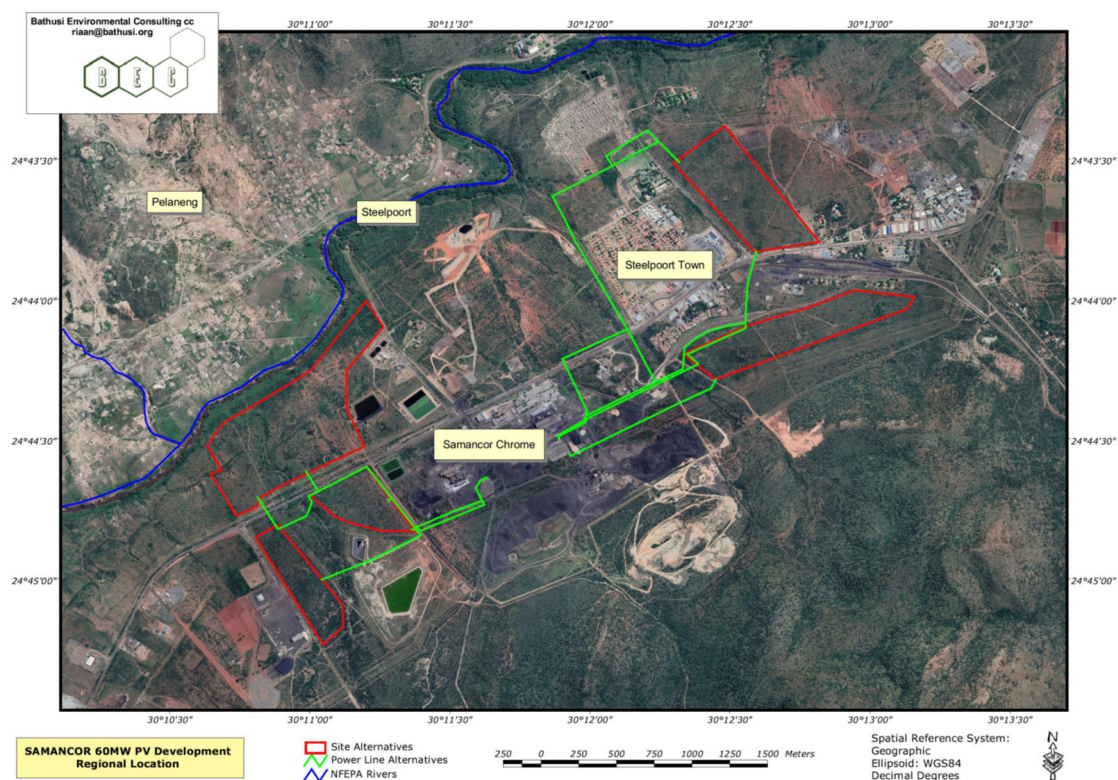 Bathusi Environmental Consulting cc
riaan@bathusi.org
B E C
30°11'00"
30°11'30"
30°12'00"
30°12'30"
30°13'00"
30°13'30"
24°43'30"
24°43'30"
Pelaneng
Steelpoort
Steelpoort Town
24°44'00"
24°44'00"
24°44'30"
Samancor Chrome
24°44'30"
24°45'00"
24°45'00"
30°10'30"
30°11'00"
30°11'30"
30°12'00"
30°12'30"
30°13'00"
30°13'30"
SAMANCOR 60MW PV Development
Regional Location
Site Alternatives
Power Line Alternatives
NFEPA Rivers
250 0 250 500 750 1000 1250 1500 Meters
Spatial Reference System:
Geographic
Ellipsoid: WGS84
Decimal Degrees
N